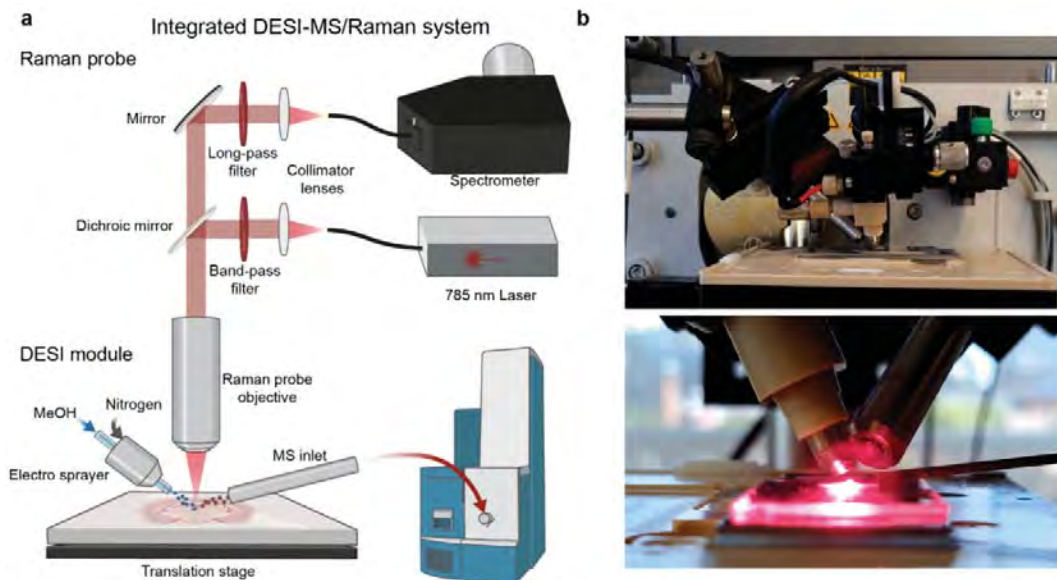 a
Integrated DESI-MS/Raman system
b
Raman probe
Mirror
Long-pass
filter
Collimator
lenses
Spectrometer
Dichroic mirror
Band-pass
filter
785 nm Laser
DESI module
Raman probe
objective
MeOH
Nitrogen
Electro sprayer
MS inlet
Translation stage